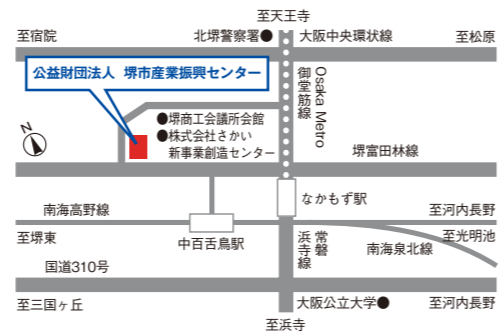 至天王寺
至宿院
北堺警察署●
大阪中央環状線
至松原
公益財団法人 堺市産業振興センター
Osaka Metro
御堂筋線
●堺商工会議所会館
●株式会社さかい
新事業創造センター
N
堺富田林線
なかもず駅
南海高野線
至河内長野
至堺東
中百舌鳥駅
常磐
浜寺線
至光明池
南海泉北線
国道310号
至三国ヶ丘
大阪公立大学●
至河内長野
至浜寺